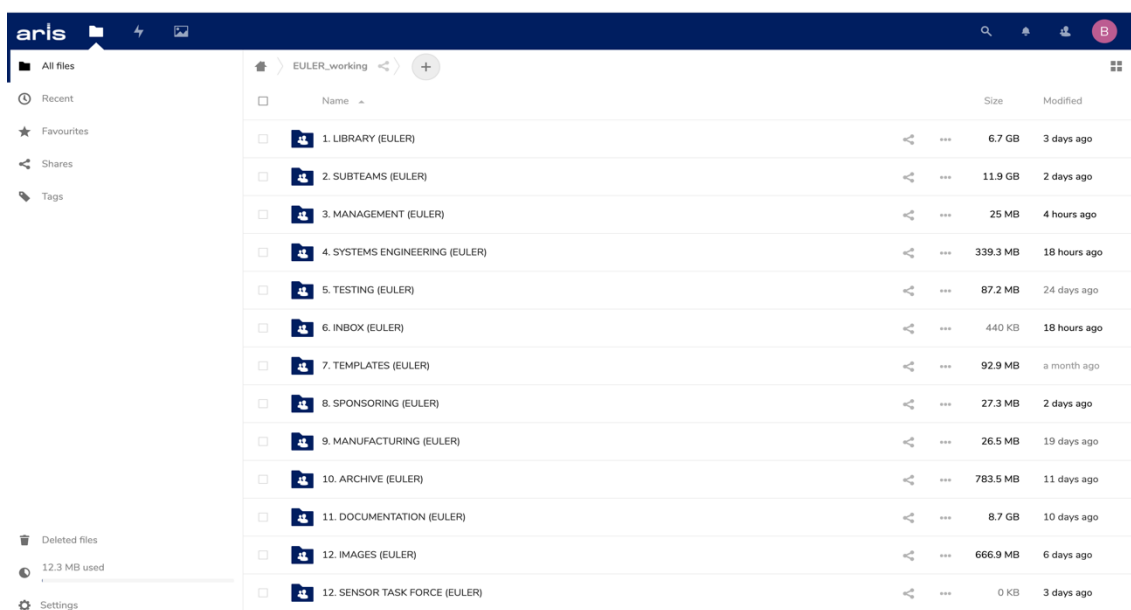 aris
B
All files
EULER_working
Recent
Name Size Modified
Favourites
1. LIBRARY (EULER) 6.7 GB 3 days ago
Shares
2. SUBTEAMS (EULER) 11.9 GB 2 days ago
Tags
3. MANAGEMENT (EULER) 25 MB 4 hours ago
4. SYSTEMS ENGINEERING (EULER) 339.3 MB 18 hours ago
5. TESTING (EULER) 87.2 MB 24 days ago
6. INBOX (EULER) 440 KB 18 hours ago
7. TEMPLATES (EULER) 92.9 MB a month ago
8. SPONSORING (EULER) 27.3 MB 2 days ago
9. MANUFACTURING (EULER) 26.5 MB 19 days ago
10. ARCHIVE (EULER) 783.5 MB 11 days ago
11. DOCUMENTATION (EULER) 8.7 GB 10 days ago
Deleted files
12. IMAGES (EULER) 666.9 MB 6 days ago
12.3 MB used
12. SENSOR TASK FORCE (EULER) 0 KB 3 days ago
Settings